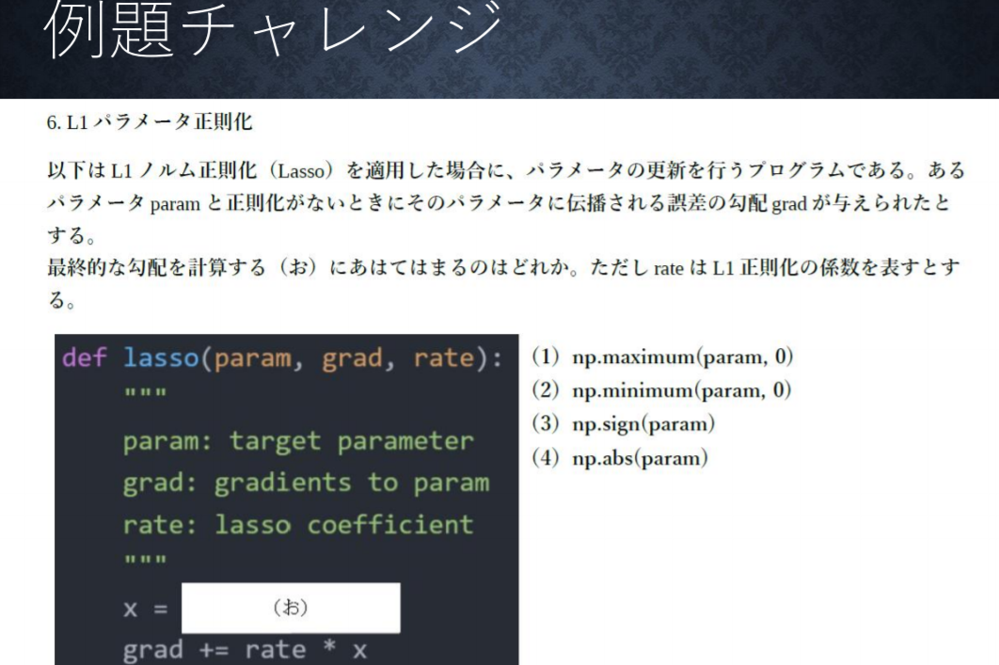 例題チャレンジ
6. L1 パラメータ正則化
以下は L1 ノルム正則化（Lasso）を適用した場合に、パラメータの更新を行うプログラムである。ある
パラメータ param と正則化がないときにそのパラメータに伝播される誤差の勾配 grad が与えられたと
する。
最終的な勾配を計算する（お）にあはてはまるのはどれか。ただし rate は L1 正則化の係数を表すとす
る。
def lasso(param, grad, rate):
"""
param: target parameter
grad: gradients to param
rate: lasso coefficient
"""
x = （お）
grad += rate * x
（1）np.maximum(param, 0)
（2）np.minimum(param, 0)
（3）np.sign(param)
（4）np.abs(param)